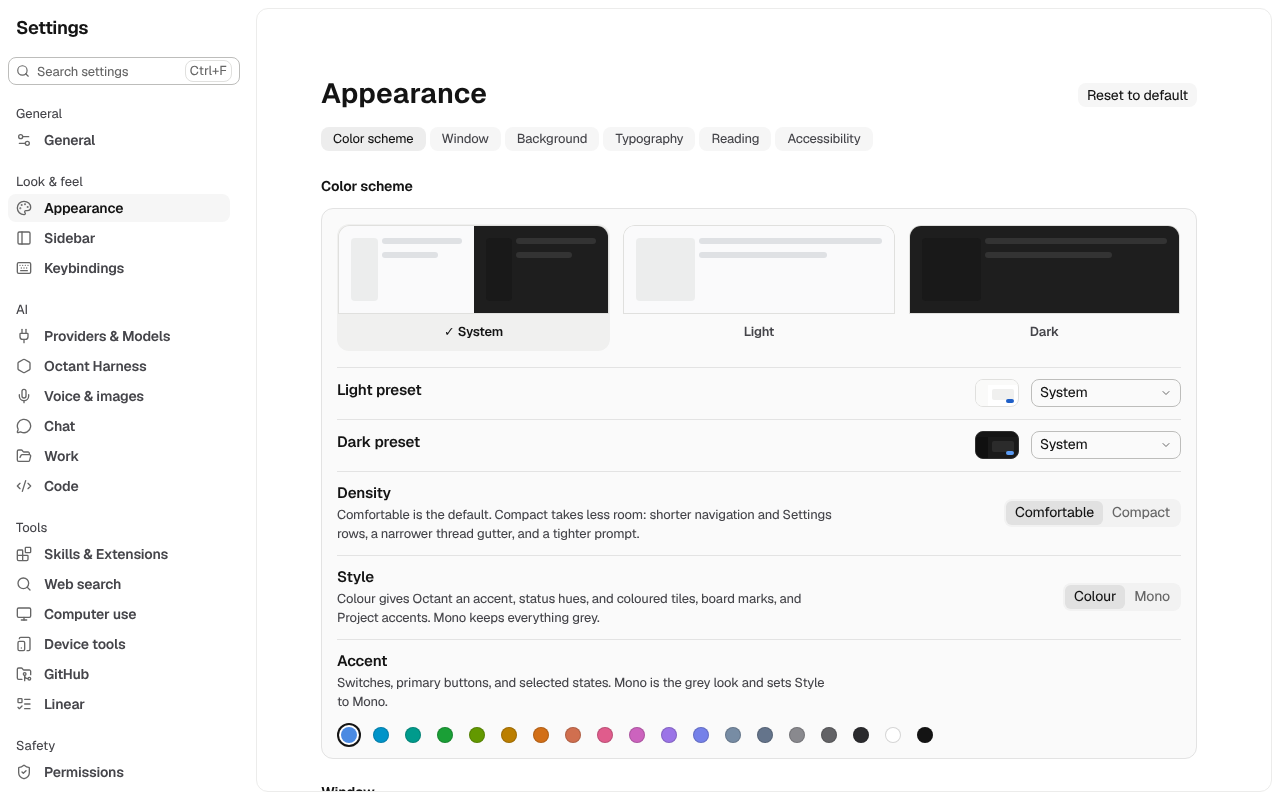 Settings
Search settings
Ctrl+F
General
General
Look & feel
Appearance
Sidebar
Keybindings
AI
Providers & Models
Octant Harness
Voice & images
Chat
Work
Code
Tools
Skills & Extensions
Web search
Computer use
Device tools
GitHub
Linear
Safety
Permissions
Appearance
Reset to default
Color scheme
Window
Background
Typography
Reading
Accessibility
Color scheme
✓ System
Light
Dark
Light preset
System
Dark preset
System
Density
Comfortable is the default. Compact takes less room: shorter navigation and Settings
rows, a narrower thread gutter, and a tighter prompt.
Comfortable
Compact
Style
Colour gives Octant an accent, status hues, and coloured tiles, board marks, and
Project accents. Mono keeps everything grey.
Colour
Mono
Accent
Switches, primary buttons, and selected states. Mono is the grey look and sets Style
to Mono.
Window